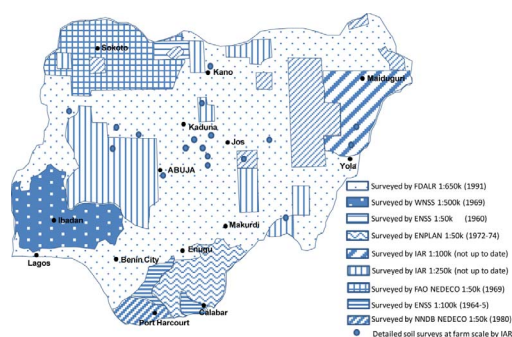 Sokoto
Kano
Maiduguri
Kaduna
Jos
ABUJA
Yola
Ibadan
Makurdi
Lagos
Benin City
Enugu
Port Harcourt
Calabar
Surveyed by FDALR 1:650k (1991)
Surveyed by WNSS 1:500k (1969)
Surveyed by ENSS 1:50k (1960)
Surveyed by ENPLAN 1:50k (1972-74)
Surveyed by IAR 1:100k (not up to date)
Surveyed by IAR 1:250k (not up to date)
Surveyed by FAO NEDECO 1:50k (1969)
Surveyed by ENSS 1:100k (1964-5)
Surveyed by NNDB NEDECO 1:50k (1980)
Detailed soil surveys at farm scale by IAR